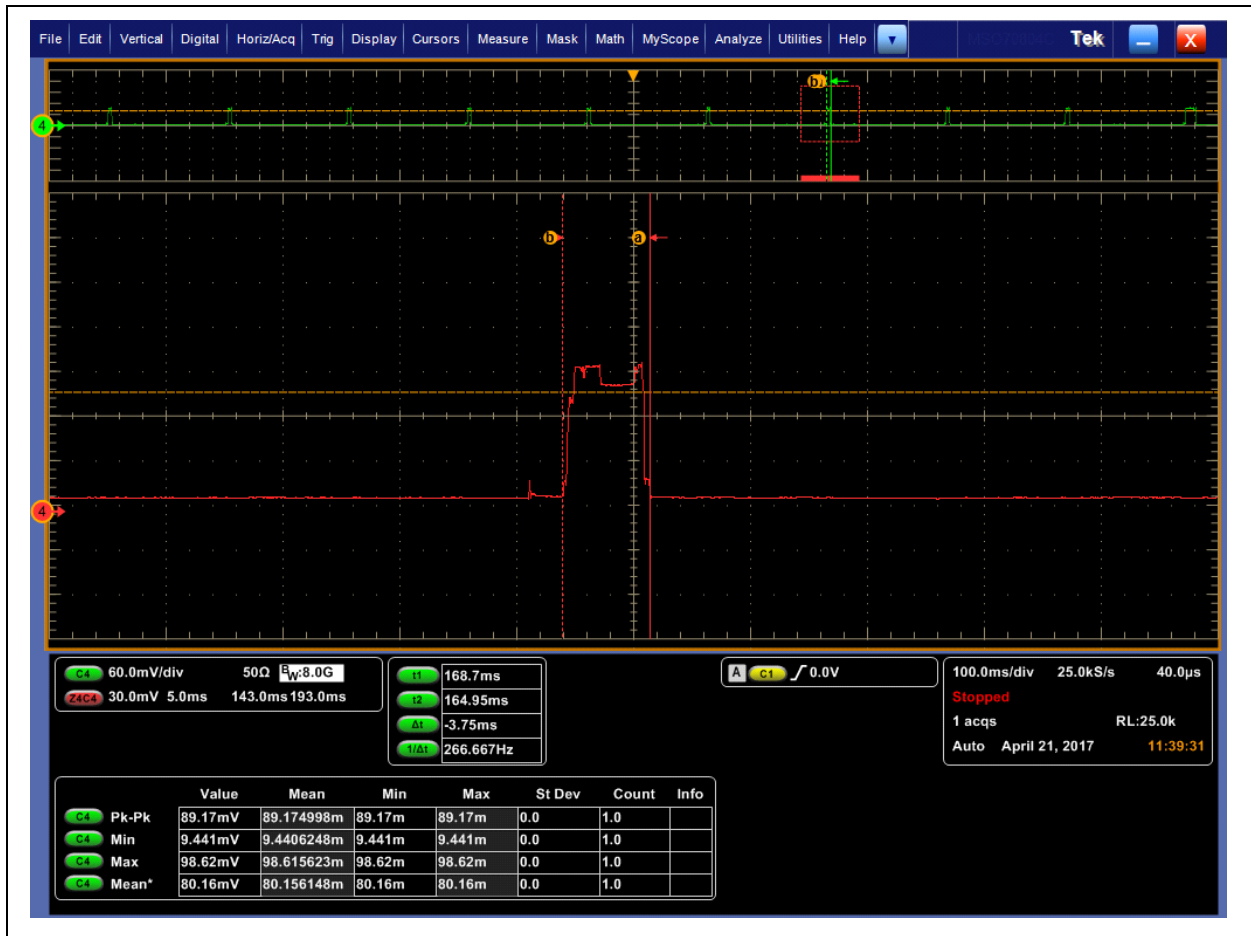 File Edit Vertical Digital Horiz/Acq Trig Display Cursors Measure Mask Math MyScope Analyze Utilities Help Tek X
b
4
b a
4
C4 60.0mV/div 50Ω BW:8.0G
Z4C4 30.0mV 5.0ms 143.0ms 193.0ms
t1 168.7ms
t2 164.95ms
Δt -3.75ms
1/Δt 266.667Hz
A C1 0.0V
100.0ms/div 25.0kS/s 40.0µs
Stopped
1 acqs RL:25.0k
Auto April 21, 2017 11:39:31
Value Mean Min Max St Dev Count Info
C4 Pk-Pk 89.17mV 89.174998m 89.17m 89.17m 0.0 1.0
C4 Min 9.441mV 9.4406248m 9.441m 9.441m 0.0 1.0
C4 Max 98.62mV 98.615623m 98.62m 98.62m 0.0 1.0
C4 Mean* 80.16mV 80.156148m 80.16m 80.16m 0.0 1.0